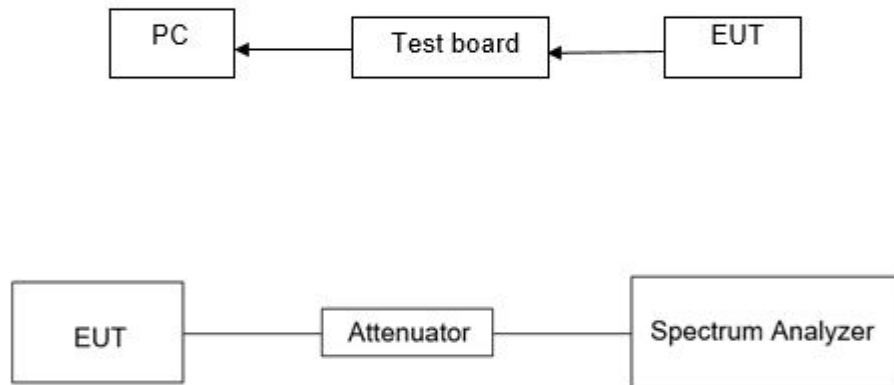 PC
Test board
EUT
EUT
Attenuator
Spectrum Analyzer